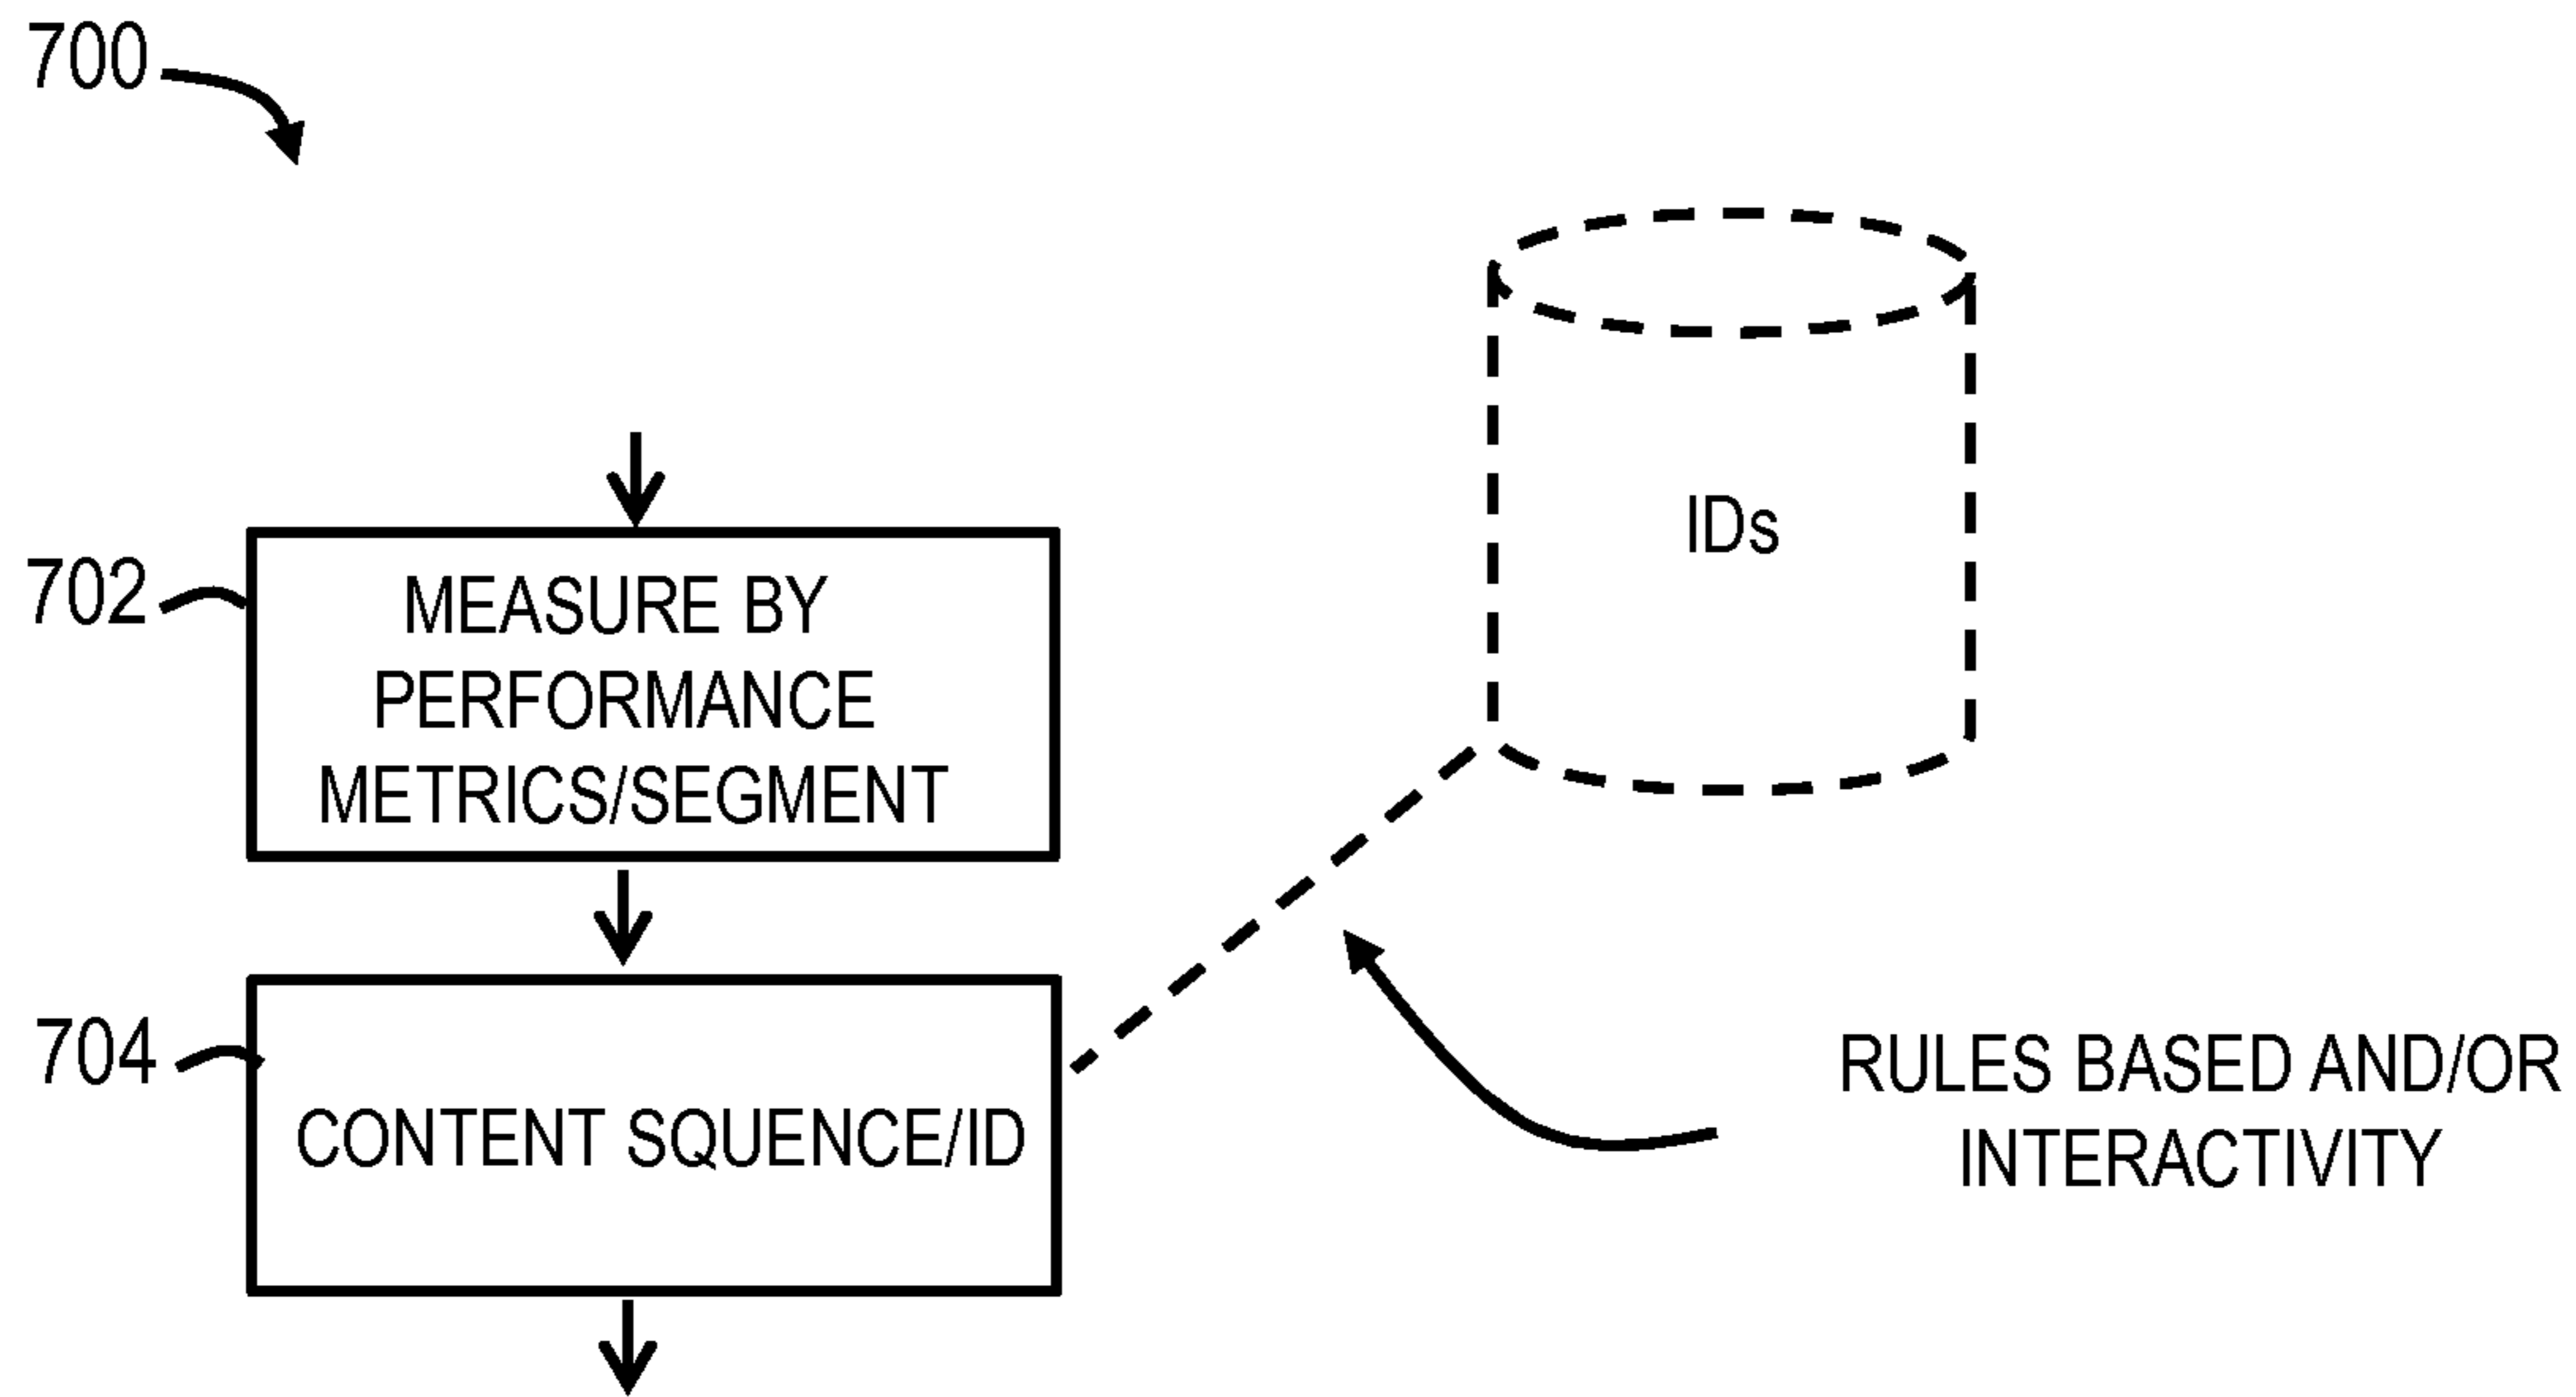 700
IDs
702
MEASURE BY
PERFORMANCE
METRICS/SEGMENT
704
CONTENT SQUENCE/ID
RULES BASED AND/OR
INTERACTIVITY